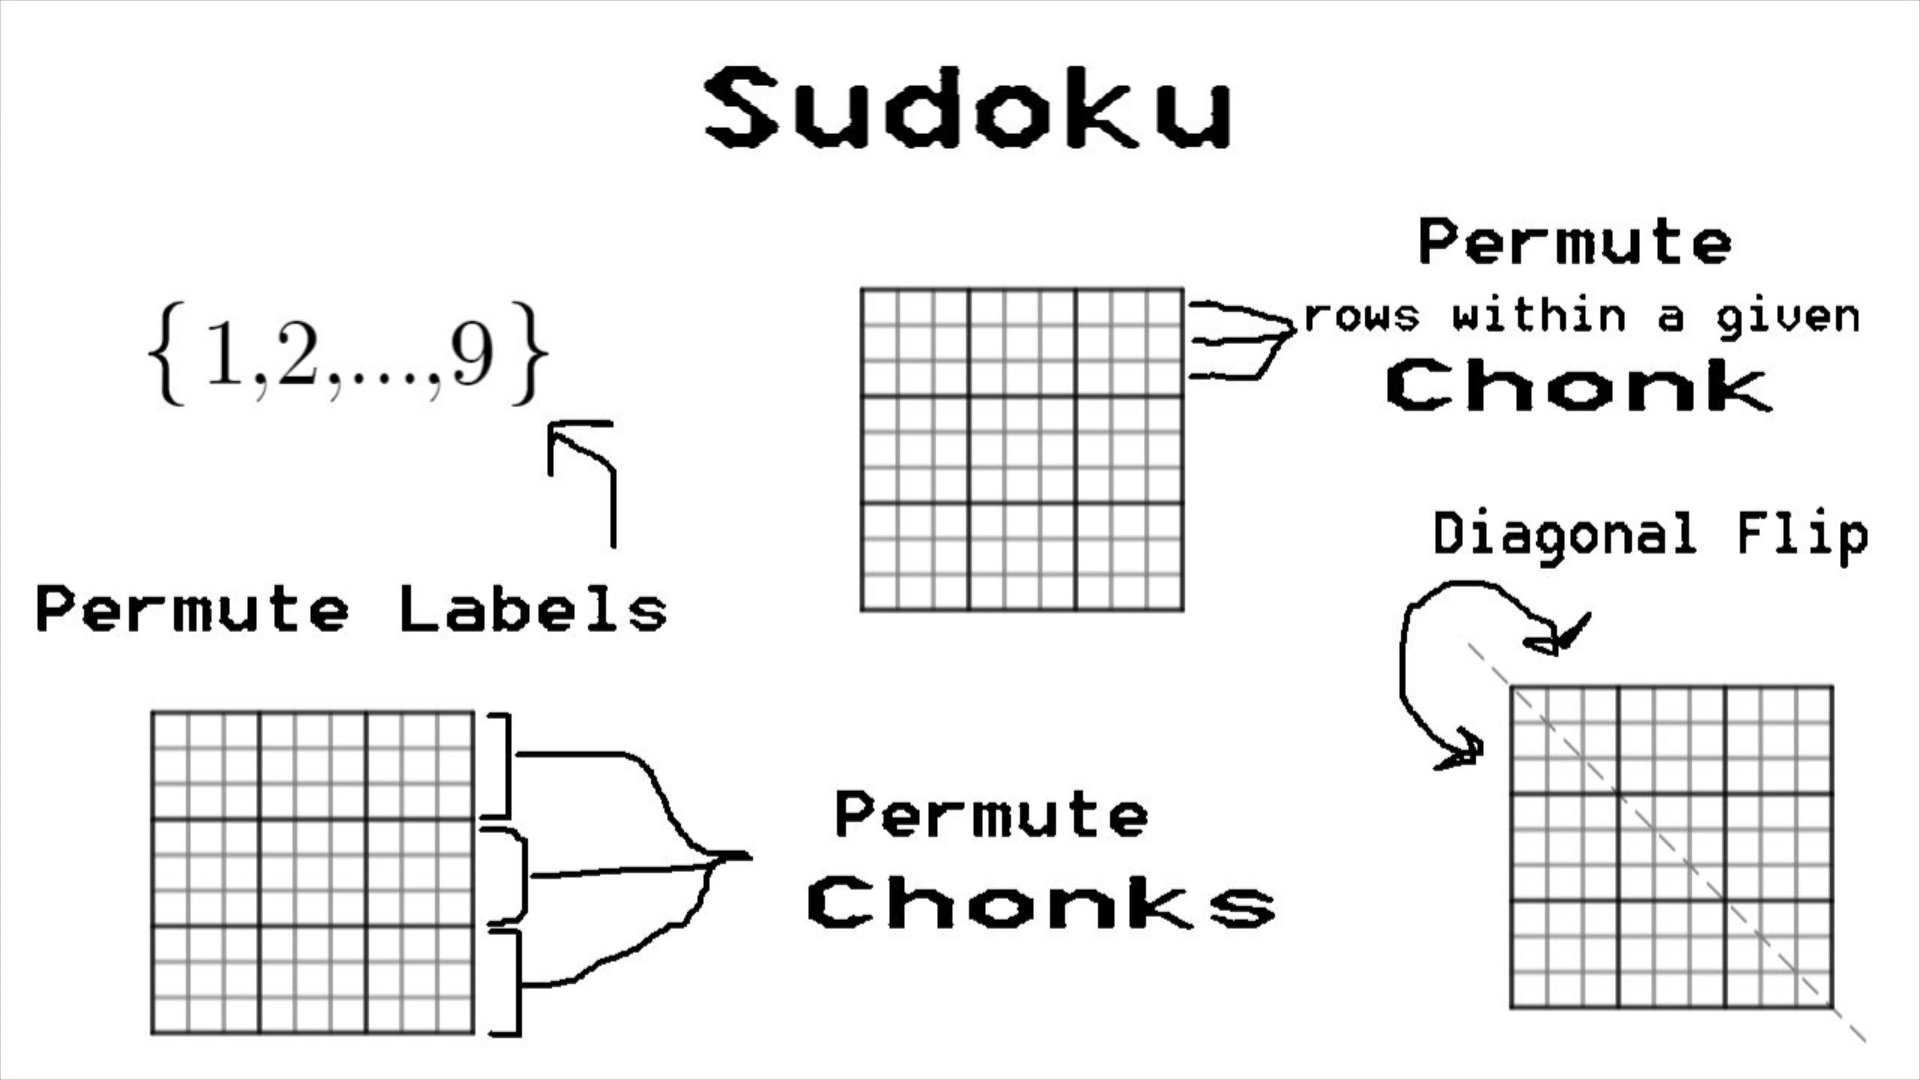 Sudoku
{1,2,...,9}
Permute Labels
Permute
rows within a given
Chonk
Diagonal Flip
Permute
Chonks